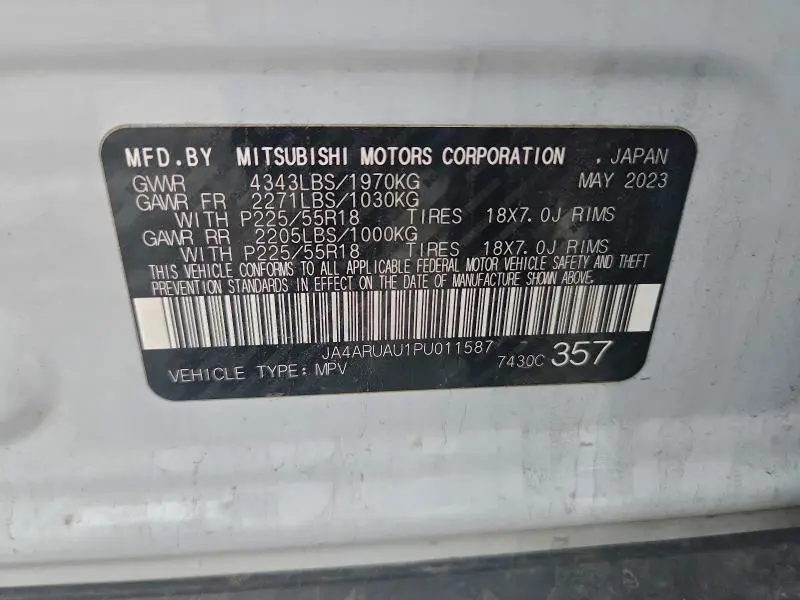 MFD.BY MITSUBISHI MOTORS CORPORATION , JAPAN
GVWR 4343LBS/1970KG MAY 2023
GAWR FR 2271LBS/1030KG
WITH P225/55R18 TIRES 18X7.0J RIMS
GAWR RR 2205LBS/1000KG
WITH P225/55R18 TIRES 18X7.0J RIMS
THIS VEHICLE CONFORMS TO ALL APPLICABLE FEDERAL MOTOR VEHICLE SAFETY AND THEFT
PREVENTION STANDARDS IN EFFECT ON THE DATE OF MANUFACTURE SHOWN ABOVE.
JA4ARUAU1PU011587
VEHICLE TYPE: MPV 7430C 357